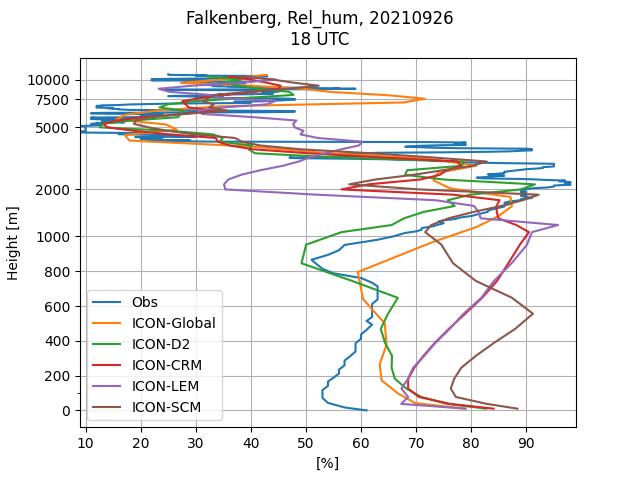 Falkenberg, Rel_hum, 20210926
18 UTC
10000
7500
5000
2000
1000
800
600
400
200
0
Height [m]
Obs
ICON-Global
ICON-D2
ICON-CRM
ICON-LEM
ICON-SCM
10 20 30 40 50 60 70 80 90
[%]